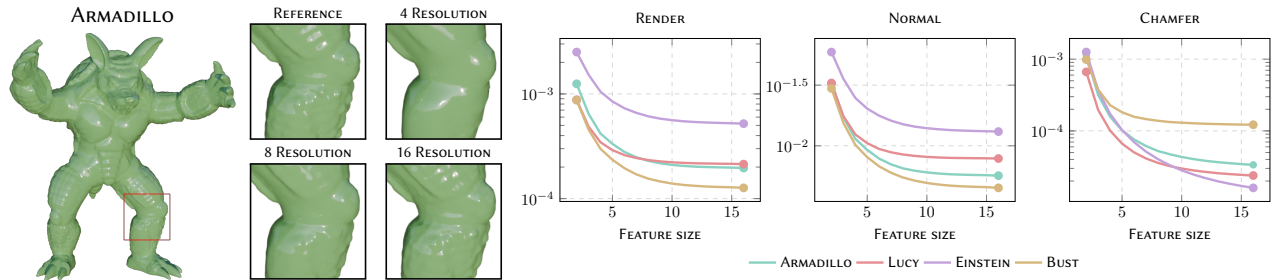 ARMADILLO
REFERENCE
4 RESOLUTION
8 RESOLUTION
16 RESOLUTION
RENDER
10^−3
10^−4
5 10 15
FEATURE SIZE
NORMAL
10^−1.5
10^−2
5 10 15
FEATURE SIZE
CHAMFER
10^−3
10^−4
5 10 15
FEATURE SIZE
ARMADILLO LUCY EINSTEIN BUST